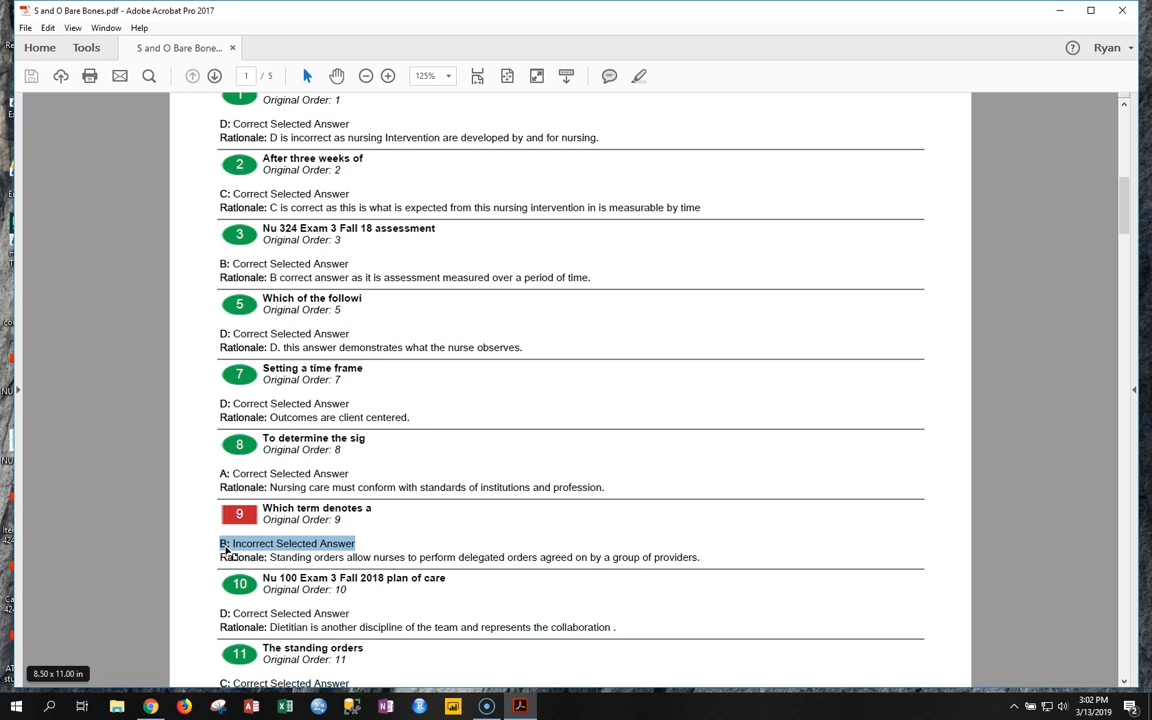 S and O Bare Bones.pdf - Adobe Acrobat Pro 2017
File Edit View Window Help
Home Tools S and O Bare Bone... × ? Ryan
1 / 5 125%
1
Original Order: 1
D: Correct Selected Answer
Rationale: D is incorrect as nursing Intervention are developed by and for nursing.
2 After three weeks of
Original Order: 2
C: Correct Selected Answer
Rationale: C is correct as this is what is expected from this nursing intervention in is measurable by time
3 Nu 324 Exam 3 Fall 18 assessment
Original Order: 3
B: Correct Selected Answer
Rationale: B correct answer as it is assessment measured over a period of time.
5 Which of the followi
Original Order: 5
D: Correct Selected Answer
Rationale: D. this answer demonstrates what the nurse observes.
7 Setting a time frame
Original Order: 7
D: Correct Selected Answer
Rationale: Outcomes are client centered.
8 To determine the sig
Original Order: 8
A: Correct Selected Answer
Rationale: Nursing care must conform with standards of institutions and profession.
9 Which term denotes a
Original Order: 9
B: Incorrect Selected Answer
Rationale: Standing orders allow nurses to perform delegated orders agreed on by a group of providers.
10 Nu 100 Exam 3 Fall 2018 plan of care
Original Order: 10
D: Correct Selected Answer
Rationale: Dietitian is another discipline of the team and represents the collaboration .
11 The standing orders
Original Order: 11
C: Correct Selected Answer
8.50 x 11.00 in
3:02 PM
3/13/2019
2